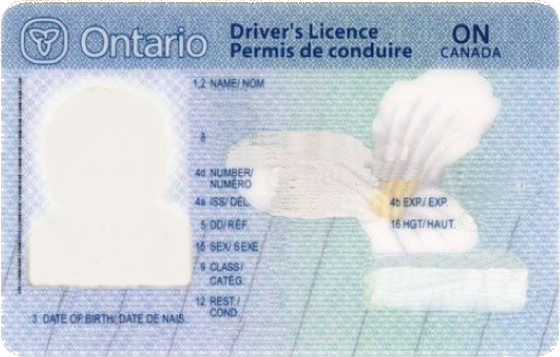 Ontario
Driver's Licence
Permis de conduire
ON
CANADA
1,2 NAME/ NOM
8
4d NUMBER/
NUMÉRO
4a ISS/ DÉL.
4b EXP./ EXP.
5 DD/ RÉF.
16 HGT/ HAUT.
15 SEX/ SEXE
9 CLASS/
CATÉG.
12 REST./
COND.
3 DATE OF BIRTH/ DATE DE NAIS.